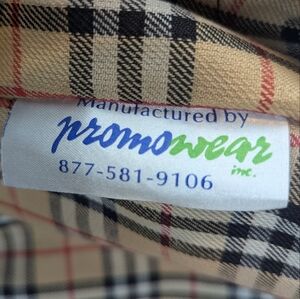 Manufactured by
promowear
inc.
877-581-9106